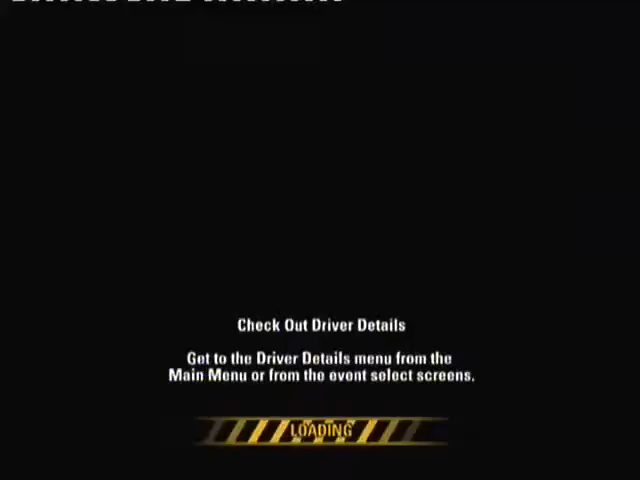 Check Out Driver Details
Get to the Driver Details menu from the
Main Menu or from the event select screens.
LOADING